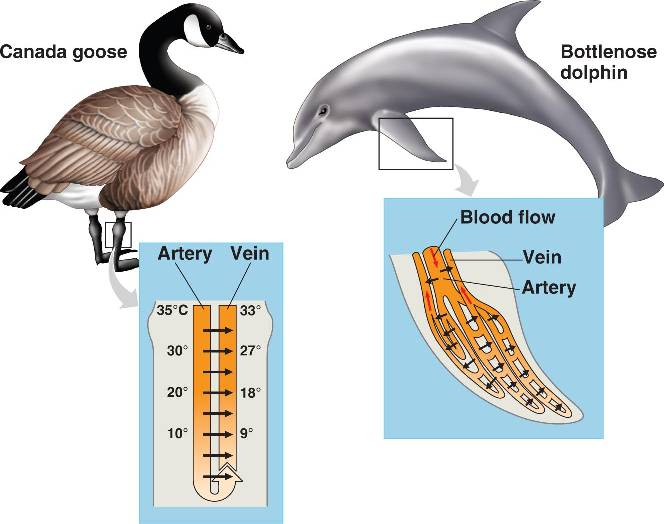 Canada goose
Bottlenose
dolphin
Artery Vein
35°C 33°
30° 27°
20° 18°
10° 9°
Blood flow
Vein
Artery